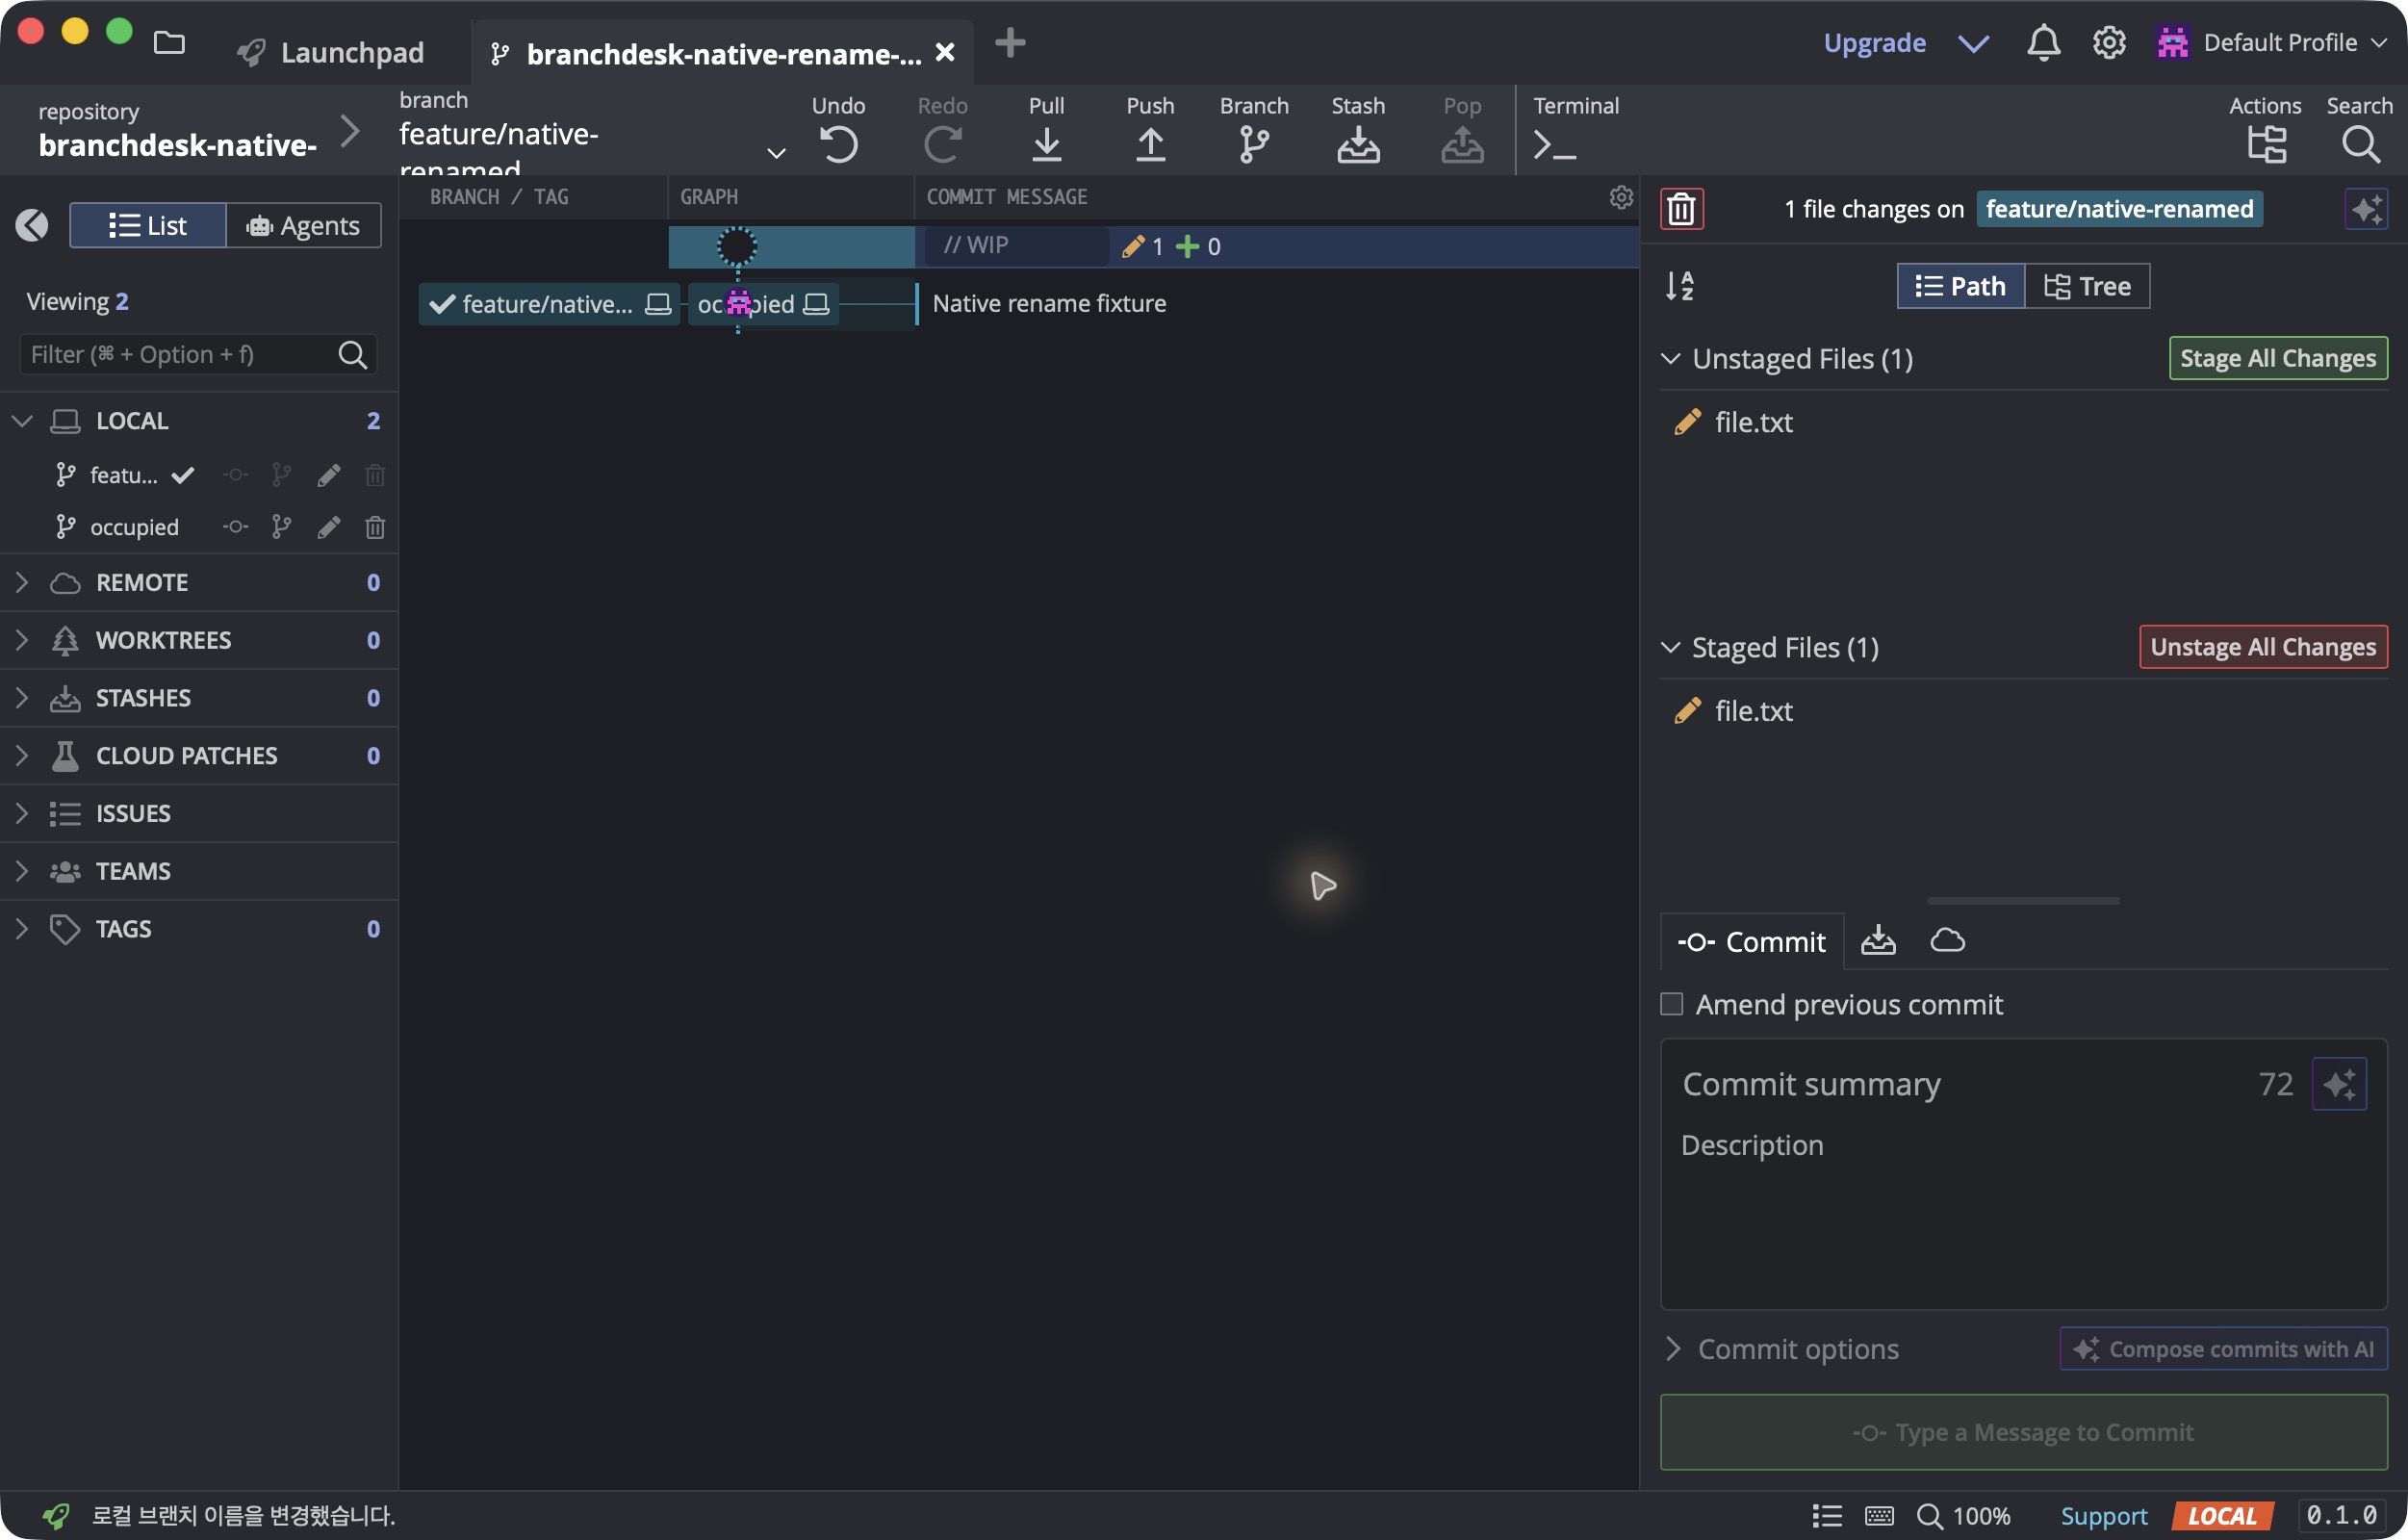 Launchpad
branchdesk-native-rename-...
Upgrade
Default Profile
repository
branchdesk-native-
branch
feature/native-
renamed
Undo
Redo
Pull
Push
Branch
Stash
Pop
Terminal
Actions
Search
List
Agents
Viewing 2
Filter (⌘ + Option + f)
LOCAL 2
featu...
occupied
REMOTE 0
WORKTREES 0
STASHES 0
CLOUD PATCHES 0
ISSUES
TEAMS
TAGS 0
BRANCH / TAG
GRAPH
COMMIT MESSAGE
// WIP
1
0
feature/native...
occupied
Native rename fixture
1 file changes on feature/native-renamed
Path
Tree
Unstaged Files (1)
Stage All Changes
file.txt
Staged Files (1)
Unstage All Changes
file.txt
Commit
Amend previous commit
Commit summary
72
Description
Commit options
Compose commits with AI
Type a Message to Commit
로컬 브랜치 이름을 변경했습니다.
100%
Support
LOCAL
0.1.0